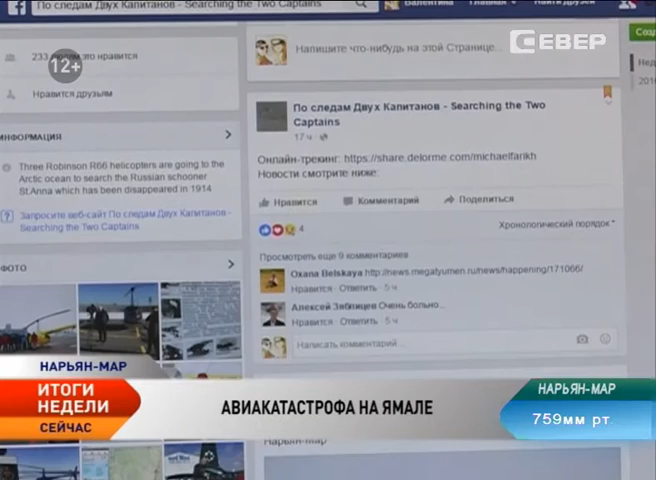 По следам Двух Капитанов - Searching the Two Captains
Валентина
Главная
Найти друзей
СЕВЕР
12+
233 людям это нравится
Нравится друзьям
ИНФОРМАЦИЯ
Three Robinson R66 helicopters are going to the
Arctic ocean to search the Russian schooner
St.Anna which has been disappeared in 1914
Запросите веб-сайт По следам Двух Капитанов -
Searching the Two Captains
ФОТО
Напишите что-нибудь на этой Странице...
По следам Двух Капитанов - Searching the Two
Captains
17 ч
Онлайн-трекинг: https://share.delorme.com/michaelfarikh
Новости смотрите ниже:
Нравится Комментарий Поделиться
4
Хронологический порядок
Просмотреть еще 9 комментариев
Oxana Belskaya http://news.megatyumen.ru/news/happening/171066/
Нравится · Ответить · 5 ч
Алексей Зяблицев Очень больно...
Нравится · Ответить · 5 ч
Написать комментарий...
Созд
Нед
2016
НАРЬЯН-МАР
ИТОГИ
НЕДЕЛИ
СЕЙЧАС
АВИАКАТАСТРОФА НА ЯМАЛЕ
НАРЬЯН-МАР
759мм рт.
Нарьян-Мар